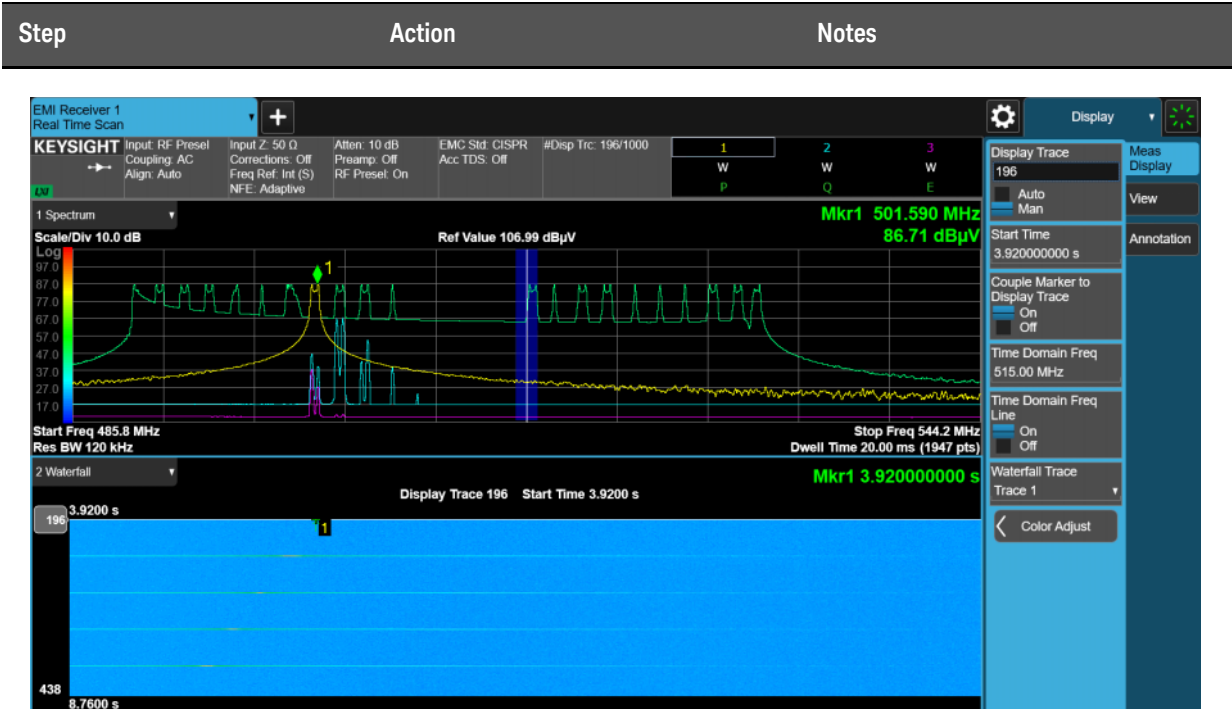 Step Action Notes
EMI Receiver 1
Real Time Scan
+
Display
KEYSIGHT
Input: RF Presel
Coupling: AC
Align: Auto
LXI
Input Z: 50 Ω
Corrections: Off
Freq Ref: Int (S)
NFE: Adaptive
Atten: 10 dB
Preamp: Off
RF Presel: On
EMC Std: CISPR
Acc TDS: Off
#Disp Trc: 196/1000
1 2 3
W W W
P Q E
1 Spectrum
Mkr1 501.590 MHz
Scale/Div 10.0 dB
Ref Value 106.99 dBµV
86.71 dBµV
Log
97.0
87.0
77.0
67.0
57.0
47.0
37.0
27.0
17.0
1
Start Freq 485.8 MHz
Stop Freq 544.2 MHz
Res BW 120 kHz
Dwell Time 20.00 ms (1947 pts)
2 Waterfall
Mkr1 3.920000000 s
Display Trace 196 Start Time 3.9200 s
196
3.9200 s
1
438
8.7600 s
Display Trace
196
Auto
Man
Start Time
3.920000000 s
Couple Marker to
Display Trace
On
Off
Time Domain Freq
515.00 MHz
Time Domain Freq
Line
On
Off
Waterfall Trace
Trace 1
Color Adjust
Meas
Display
View
Annotation